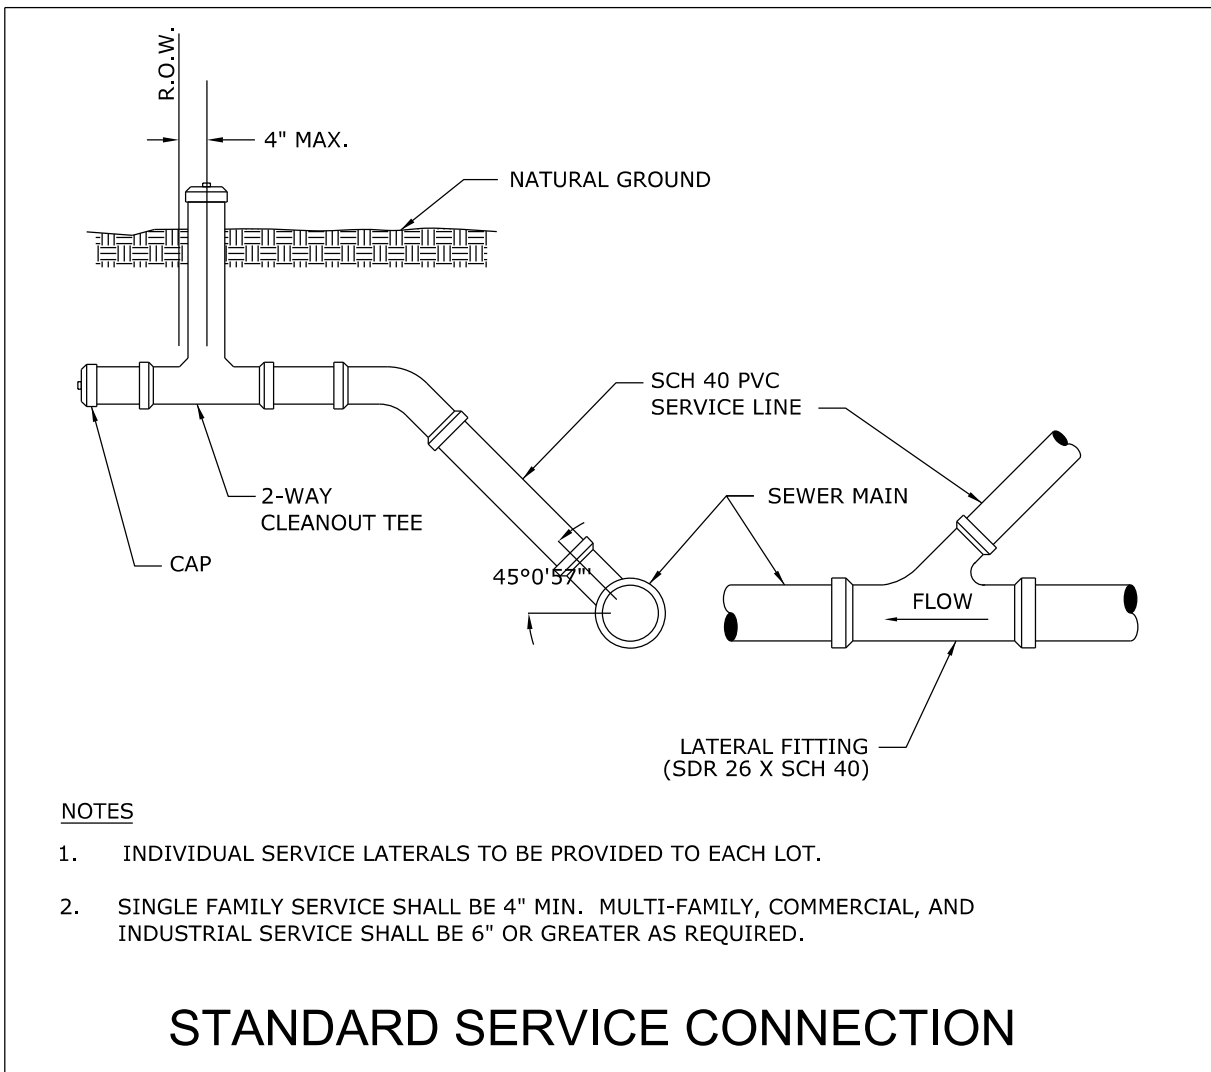 R.O.W.
4" MAX.
NATURAL GROUND
SCH 40 PVC
SERVICE LINE
2-WAY
CLEANOUT TEE
SEWER MAIN
CAP
45°0'57"
FLOW
LATERAL FITTING
(SDR 26 X SCH 40)
NOTES
1. INDIVIDUAL SERVICE LATERALS TO BE PROVIDED TO EACH LOT.
2. SINGLE FAMILY SERVICE SHALL BE 4" MIN. MULTI-FAMILY, COMMERCIAL, AND
INDUSTRIAL SERVICE SHALL BE 6" OR GREATER AS REQUIRED.
STANDARD SERVICE CONNECTION